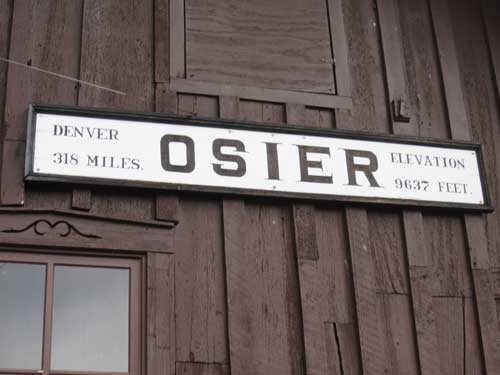 DENVER
318 MILES.
OSIER
ELEVATION
9637 FEET.